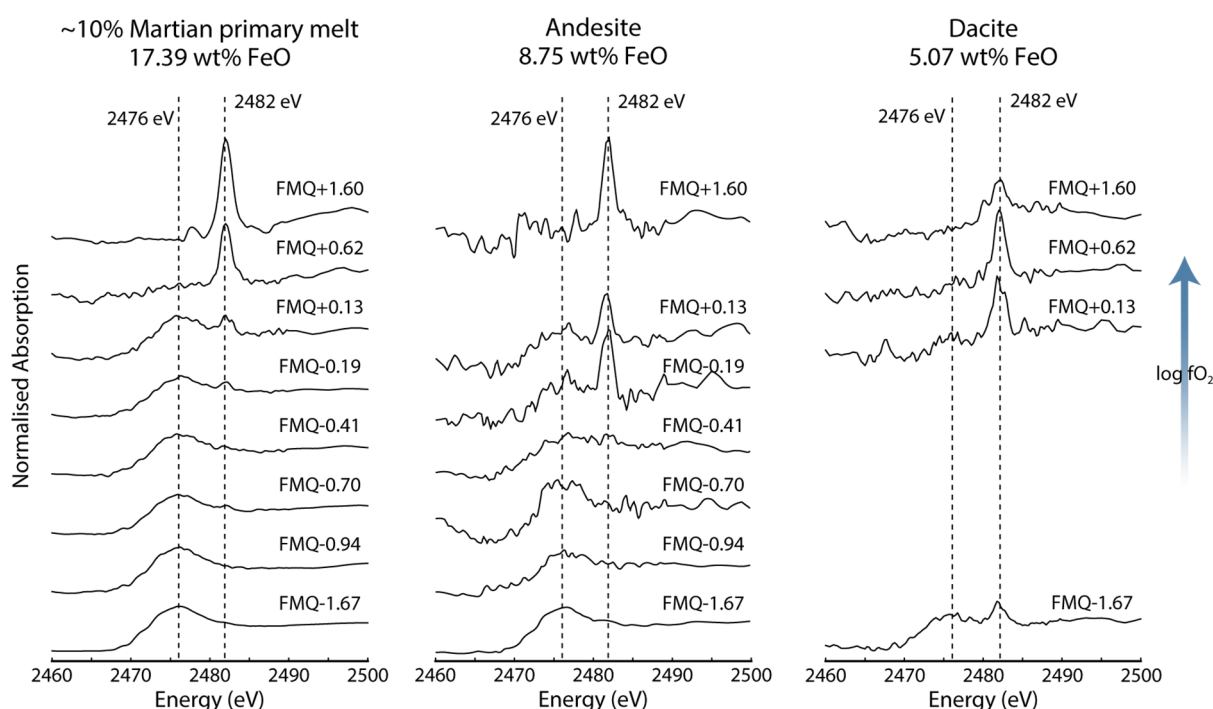 ~10% Martian primary melt
17.39 wt% FeO
2476 eV
2482 eV
FMQ+1.60
FMQ+0.62
FMQ+0.13
FMQ-0.19
FMQ-0.41
FMQ-0.70
FMQ-0.94
FMQ-1.67
Normalised Absorption
2460 2470 2480 2490 2500
Energy (eV)
Andesite
8.75 wt% FeO
2476 eV
2482 eV
FMQ+1.60
FMQ+0.13
FMQ-0.19
FMQ-0.41
FMQ-0.70
FMQ-0.94
FMQ-1.67
2460 2470 2480 2490 2500
Energy (eV)
Dacite
5.07 wt% FeO
2476 eV
2482 eV
FMQ+1.60
FMQ+0.62
FMQ+0.13
FMQ-1.67
2460 2470 2480 2490 2500
Energy (eV)
log fO₂